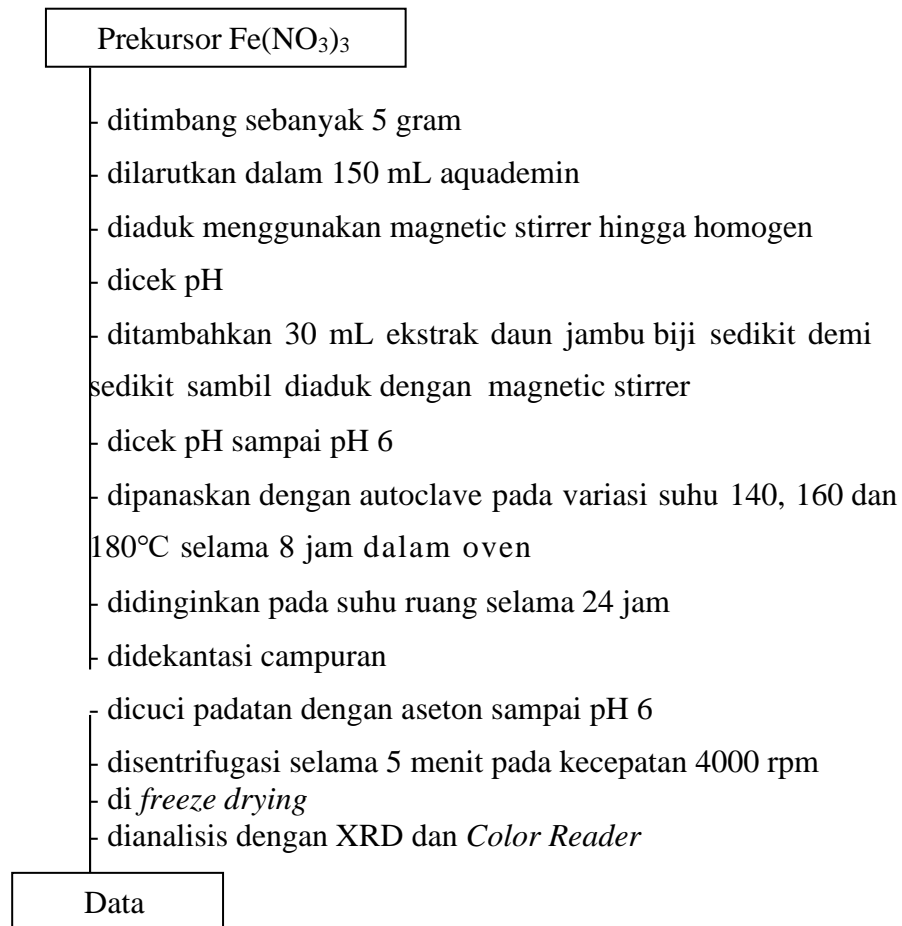 Prekursor Fe(NO₃)₃
- ditimbang sebanyak 5 gram
- dilarutkan dalam 150 mL aquademin
- diaduk menggunakan magnetic stirrer hingga homogen
- dicek pH
- ditambahkan 30 mL ekstrak daun jambu biji sedikit demi
sedikit sambil diaduk dengan magnetic stirrer
- dicek pH sampai pH 6
- dipanaskan dengan autoclave pada variasi suhu 140, 160 dan
180°C selama 8 jam dalam oven
- didinginkan pada suhu ruang selama 24 jam
- didekantasi campuran
- dicuci padatan dengan aseton sampai pH 6
- disentrifugasi selama 5 menit pada kecepatan 4000 rpm
- di freeze drying
- dianalisis dengan XRD dan Color Reader
Data